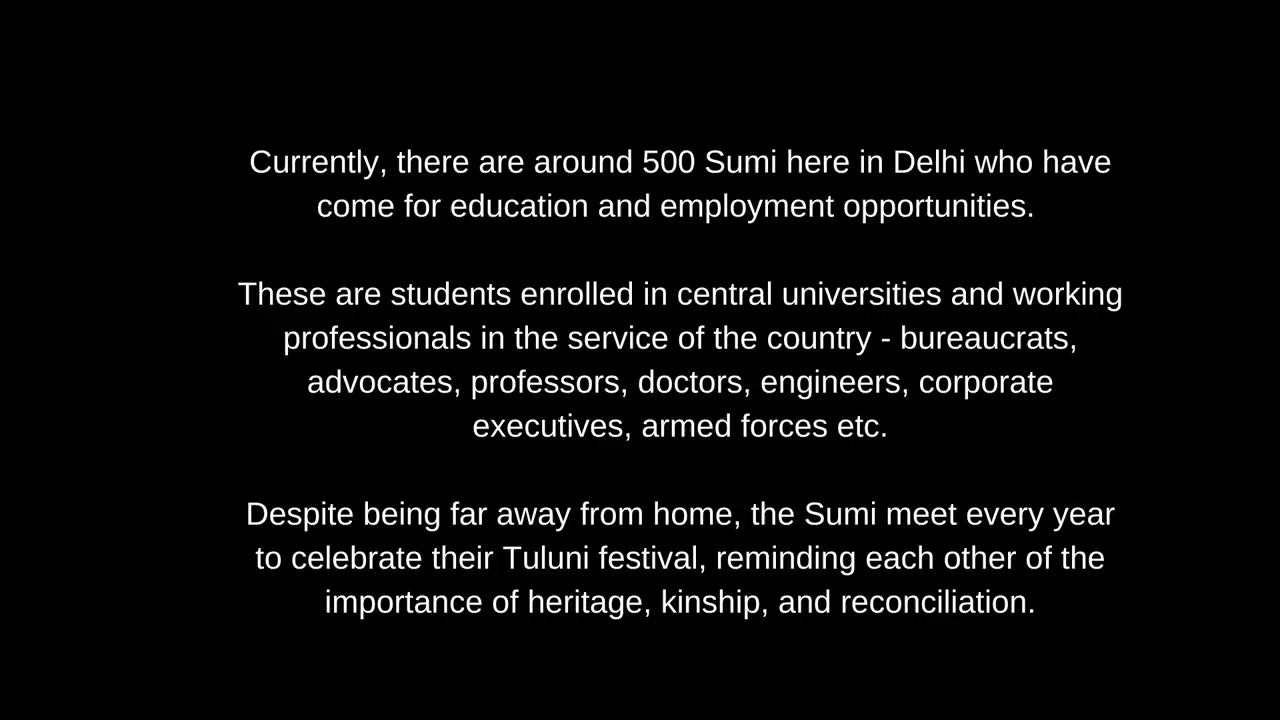 Currently, there are around 500 Sumi here in Delhi who have
come for education and employment opportunities.
These are students enrolled in central universities and working
professionals in the service of the country - bureaucrats,
advocates, professors, doctors, engineers, corporate
executives, armed forces etc.
Despite being far away from home, the Sumi meet every year
to celebrate their Tuluni festival, reminding each other of the
importance of heritage, kinship, and reconciliation.